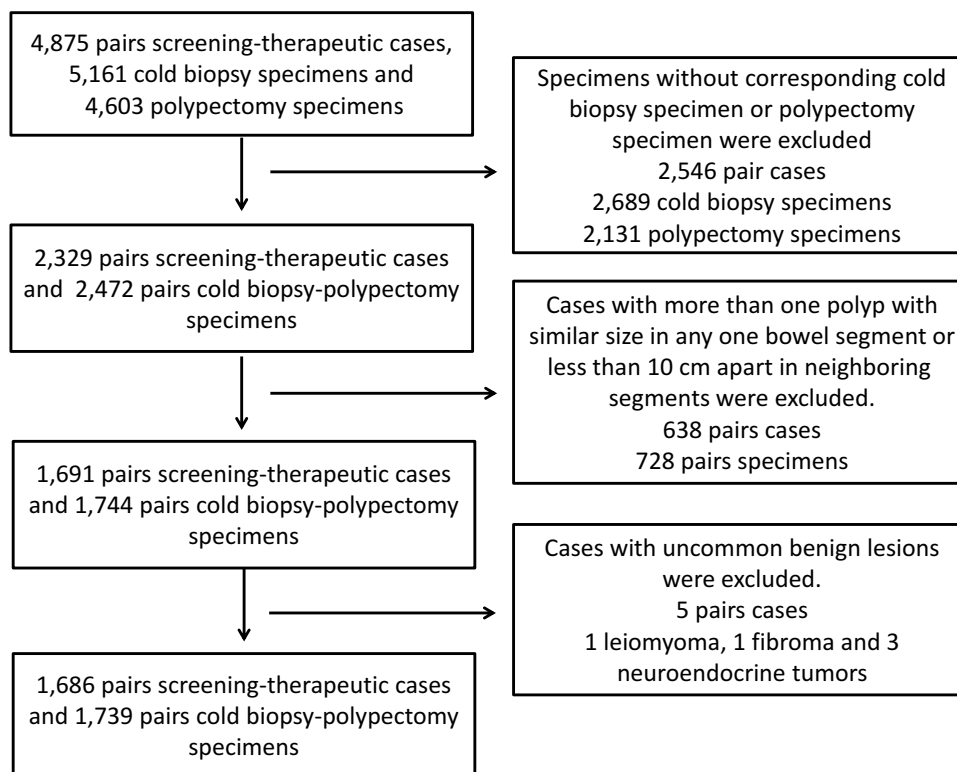 4,875 pairs screening-therapeutic cases,
5,161 cold biopsy specimens and
4,603 polypectomy specimens
Specimens without corresponding cold
biopsy specimen or polypectomy
specimen were excluded
2,546 pair cases
2,689 cold biopsy specimens
2,131 polypectomy specimens
2,329 pairs screening-therapeutic cases
and 2,472 pairs cold biopsy-polypectomy
specimens
Cases with more than one polyp with
similar size in any one bowel segment or
less than 10 cm apart in neighboring
segments were excluded.
638 pairs cases
728 pairs specimens
1,691 pairs screening-therapeutic cases
and 1,744 pairs cold biopsy-polypectomy
specimens
Cases with uncommon benign lesions
were excluded.
5 pairs cases
1 leiomyoma, 1 fibroma and 3
neuroendocrine tumors
1,686 pairs screening-therapeutic cases
and 1,739 pairs cold biopsy-polypectomy
specimens